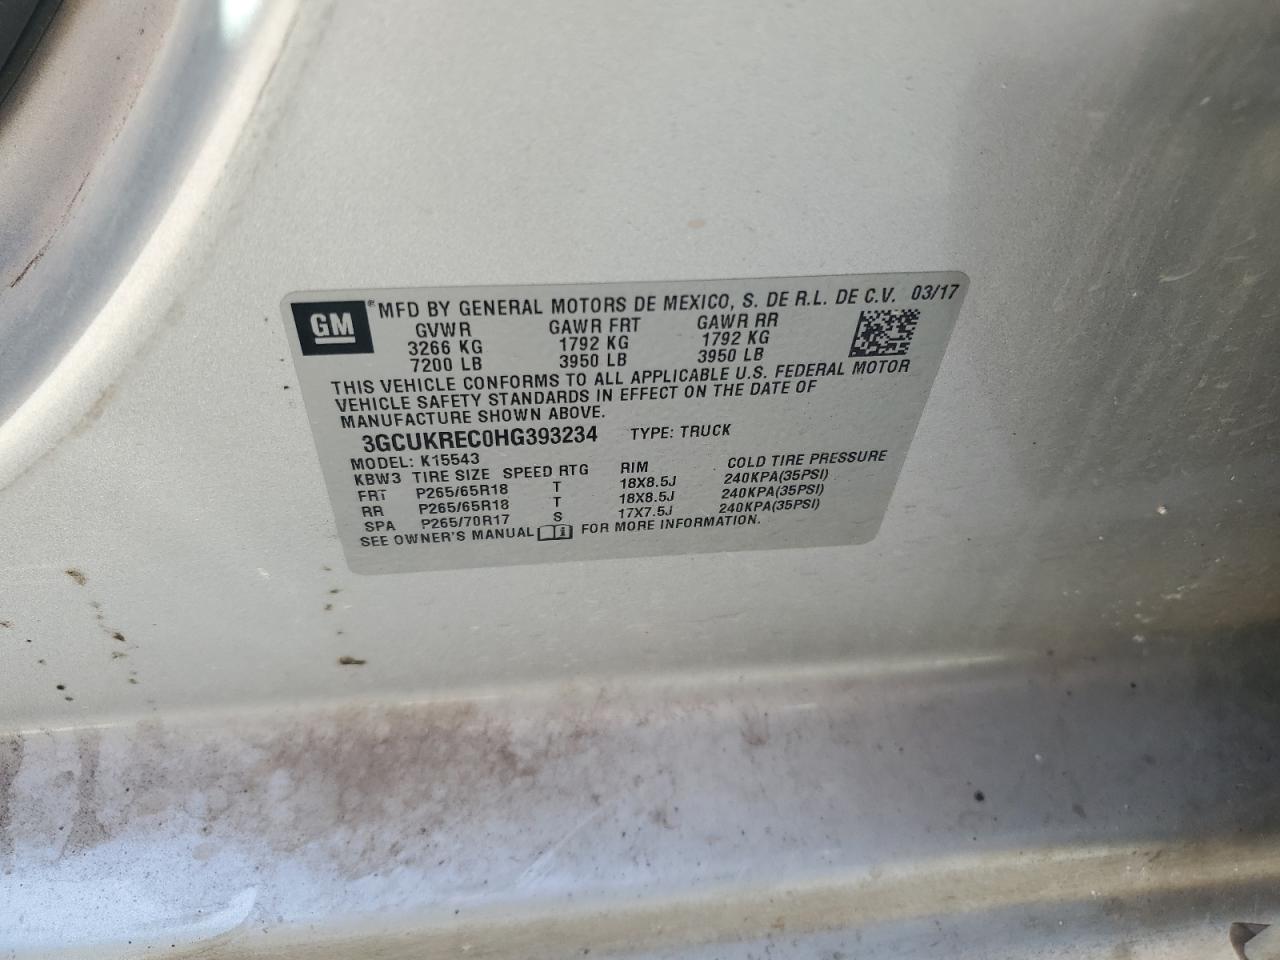 GM ® MFD BY GENERAL MOTORS DE MEXICO, S. DE R.L. DE C.V. 03/17
GVWR GAWR FRT GAWR RR
3266 KG 1792 KG 1792 KG
7200 LB 3950 LB 3950 LB
THIS VEHICLE CONFORMS TO ALL APPLICABLE U.S. FEDERAL MOTOR
VEHICLE SAFETY STANDARDS IN EFFECT ON THE DATE OF
MANUFACTURE SHOWN ABOVE.
3GCUKREC0HG393234 TYPE: TRUCK
MODEL: K15543
KBW3 TIRE SIZE SPEED RTG RIM COLD TIRE PRESSURE
FRT P265/65R18 T 18X8.5J 240KPA(35PSI)
RR P265/65R18 T 18X8.5J 240KPA(35PSI)
SPA P265/70R17 S 17X7.5J 240KPA(35PSI)
SEE OWNER'S MANUAL i FOR MORE INFORMATION.